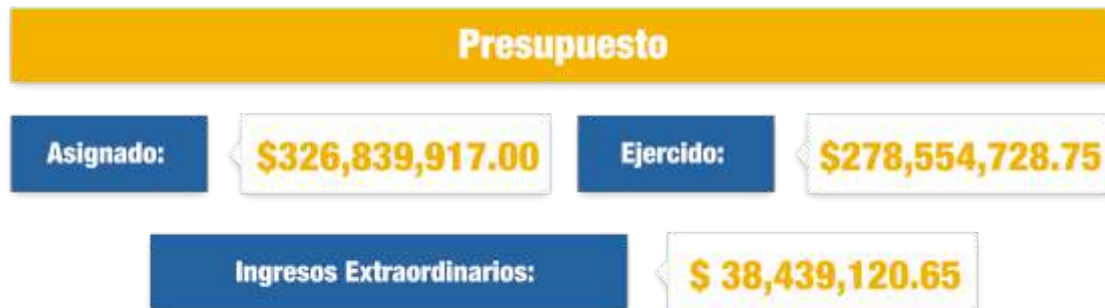 Presupuesto
Asignado: $326,839,917.00 Ejercido: $278,554,728.75
Ingresos Extraordinarios: $ 38,439,120.65